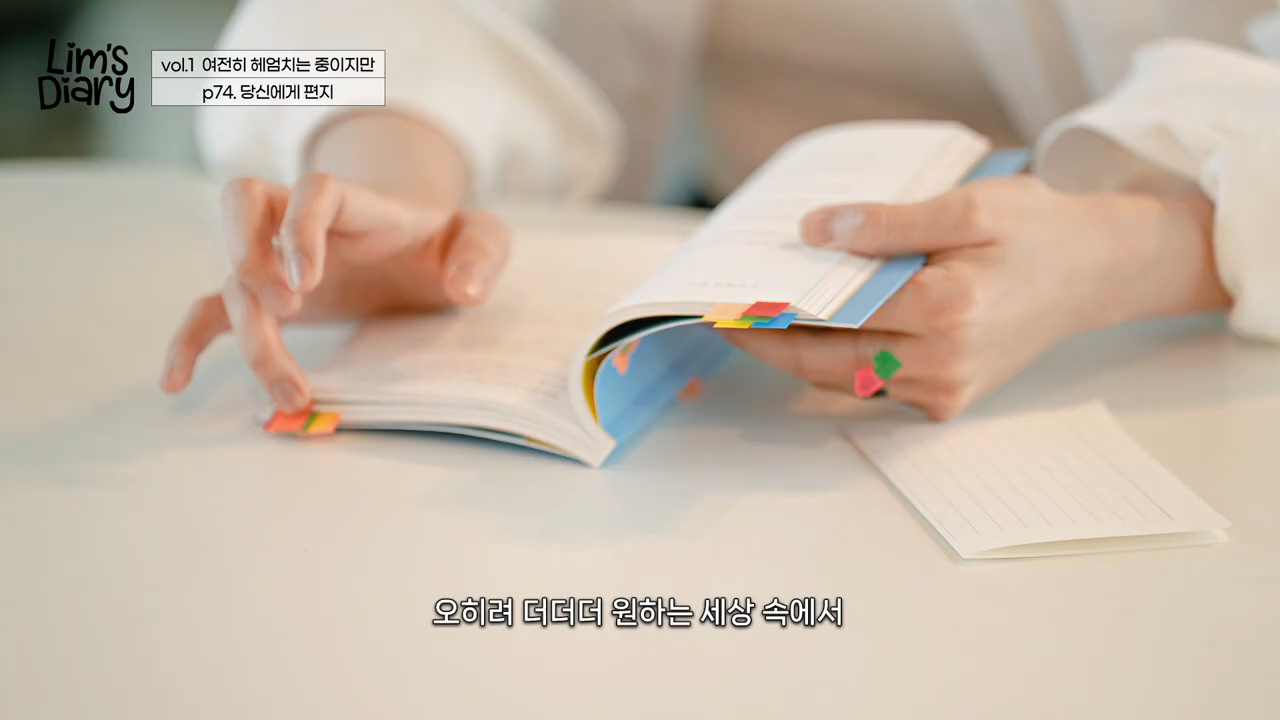 Lim's
Diary
vol.1 여전히 헤엄치는 중이지만
p74. 당신에게 편지
오히려 더더더 원하는 세상 속에서